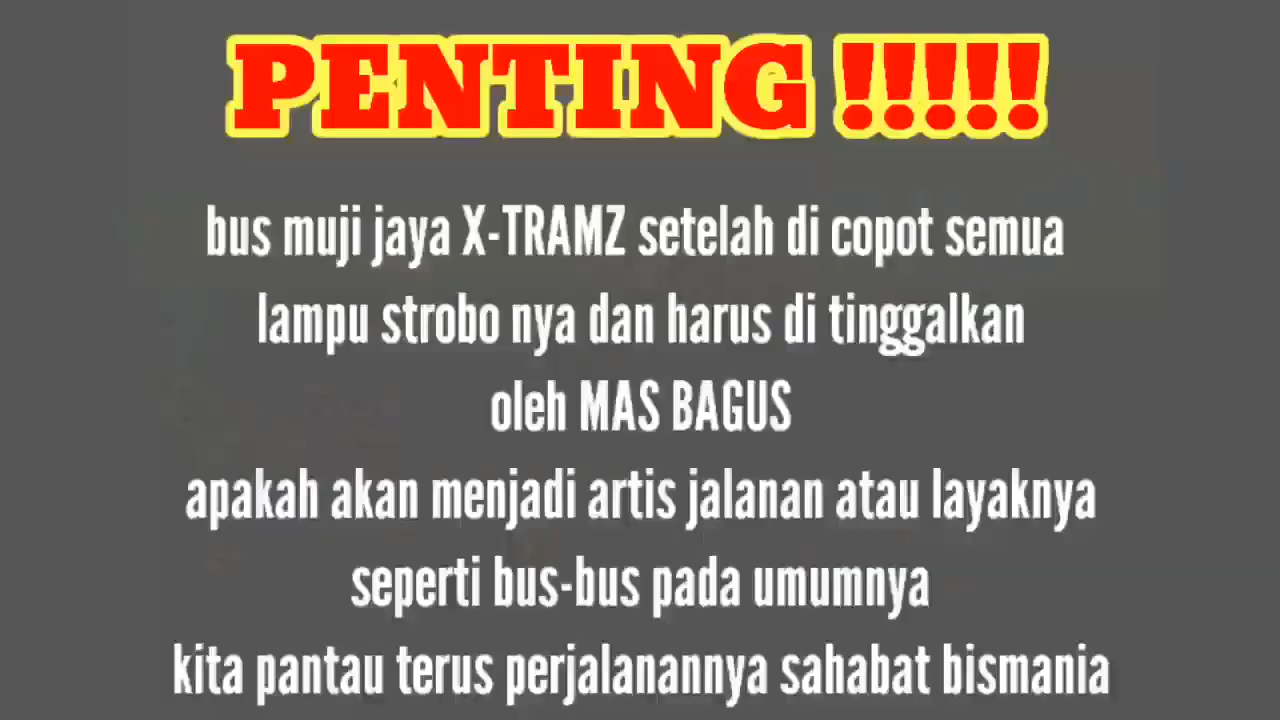 PENTING !!!!!
bus muji jaya X-TRAMZ setelah di copot semua
lampu strobo nya dan harus di tinggalkan
oleh MAS BAGUS
apakah akan menjadi artis jalanan atau layaknya
seperti bus-bus pada umumnya
kita pantau terus perjalanannya sahabat bismania